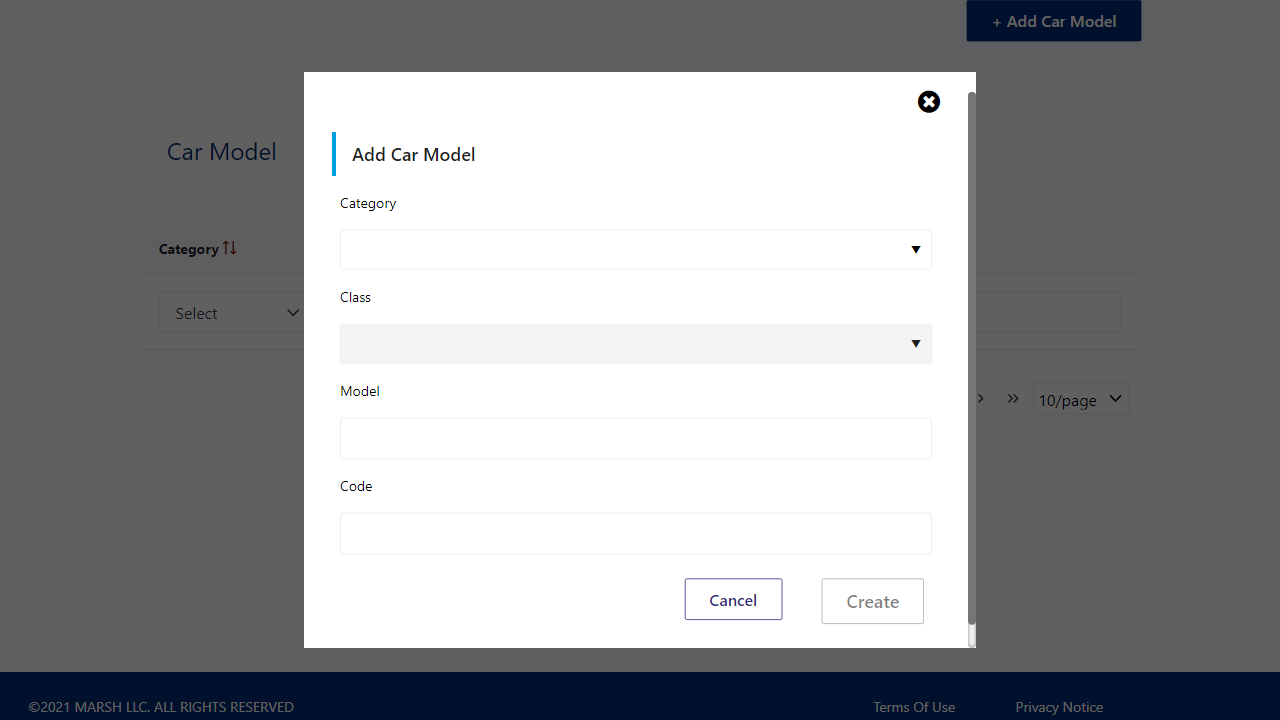 + Add Car Model
Car Model
Add Car Model
Category
Category
Select
Class
Model
10/page
Code
Cancel
Create
©2021 MARSH LLC. ALL RIGHTS RESERVED
Terms Of Use
Privacy Notice